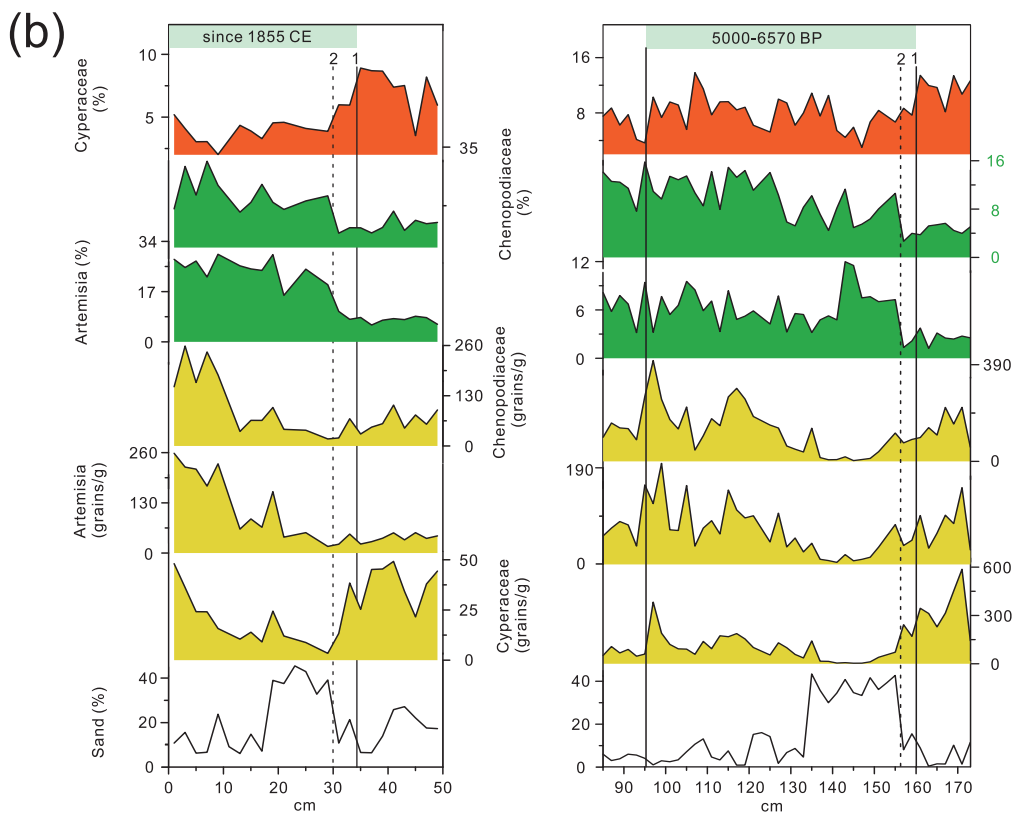 (b)
since 1855 CE
5000-6570 BP
2 1
2 1
Cyperaceae
(%)
10
5
35
16
8
Chenopodiaceae
(%)
16
8
0
Artemisia (%)
34
17
0
12
6
0
Chenopodiaceae
(grains/g)
260
130
0
390
0
Artemisia
(grains/g)
260
130
0
190
0
Cyperaceae
(grains/g)
50
25
0
600
300
0
Sand (%)
40
20
0
40
20
0
0 10 20 30 40 50
cm
90 100 110 120 130 140 150 160 170
cm